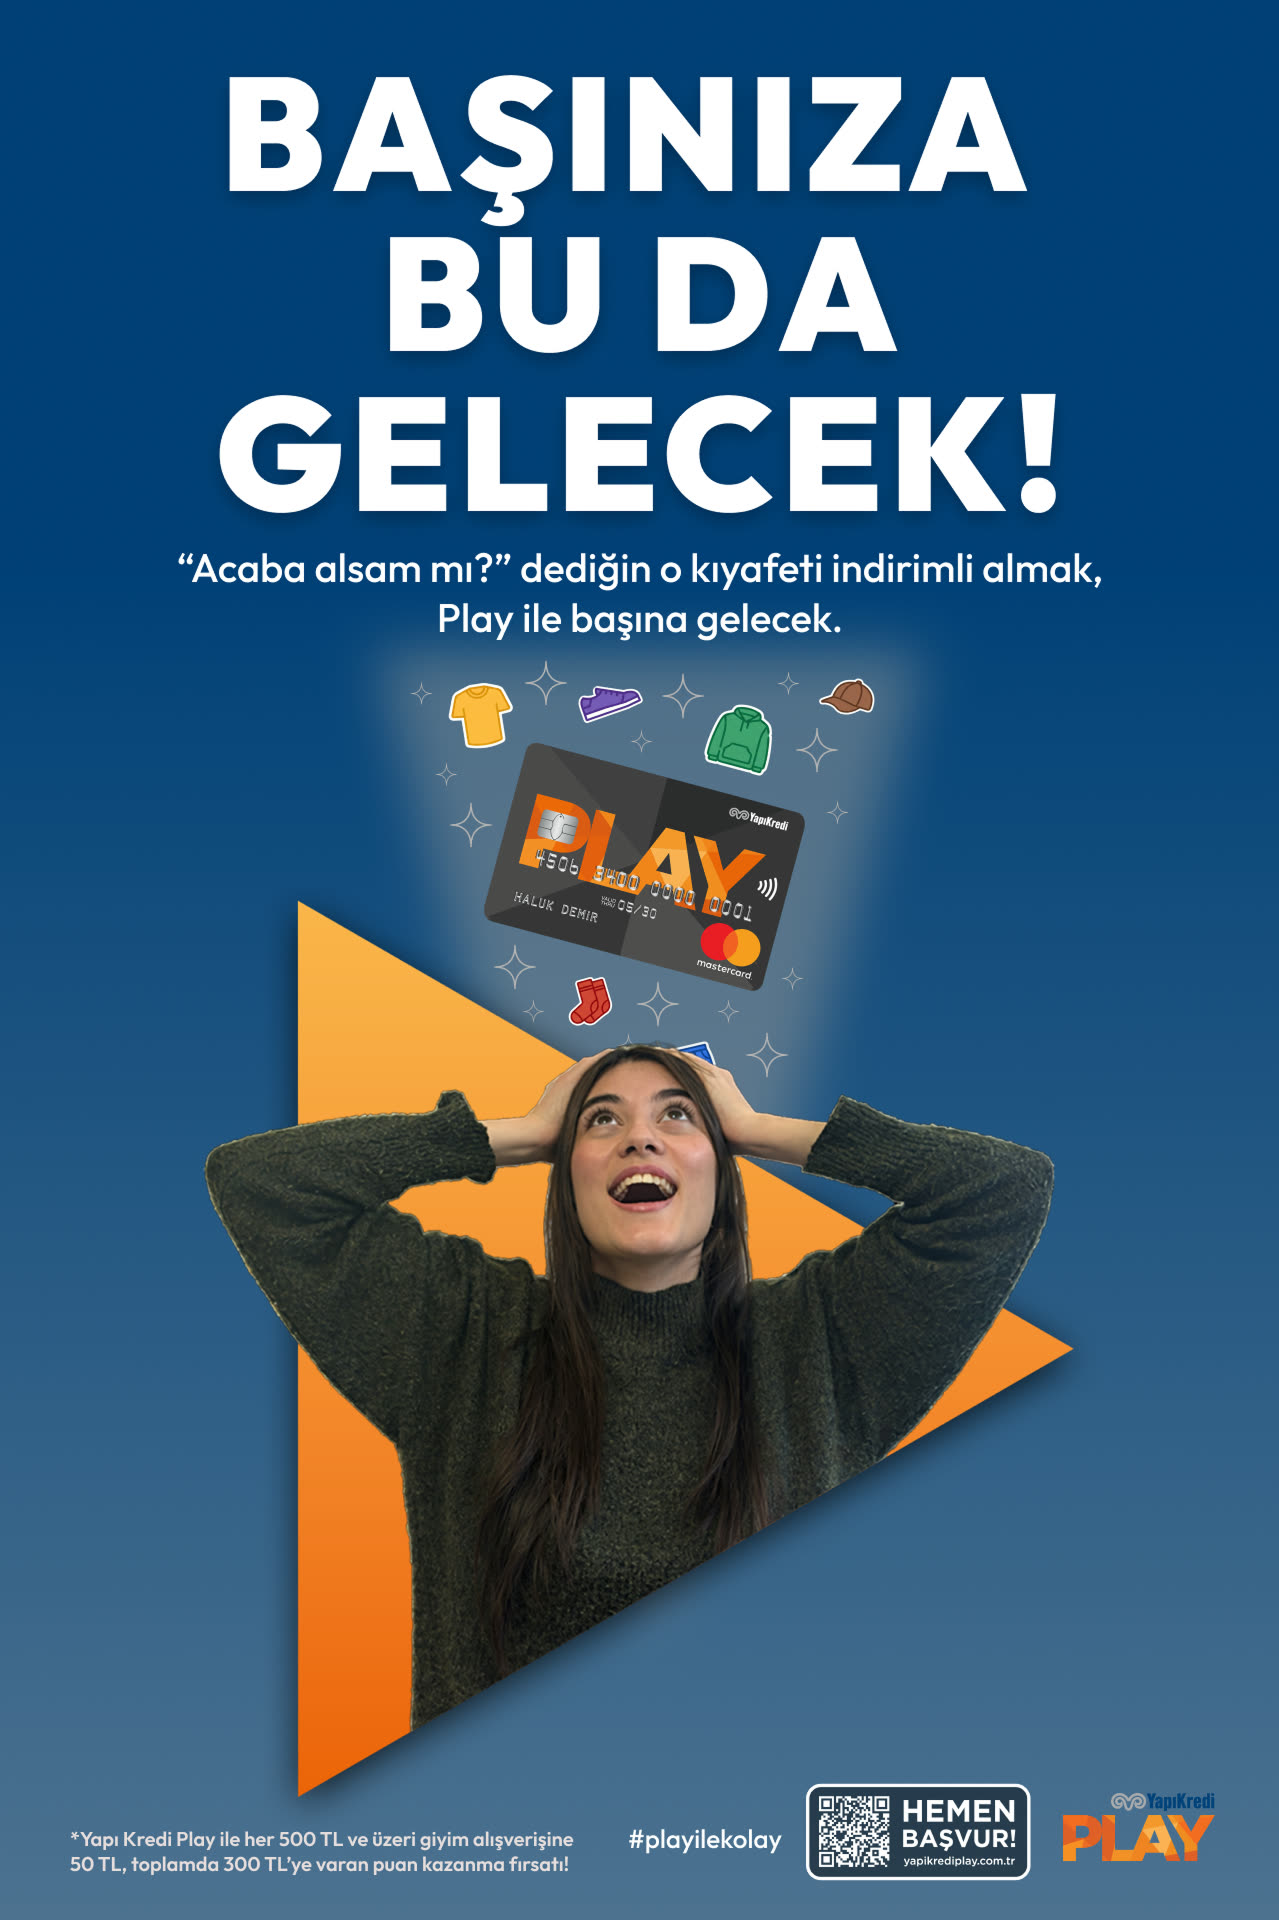 BAŞINIZA
BU DA
GELECEK!
“Acaba alsam mı?” dediğin o kıyafeti indirimli almak,
Play ile başına gelecek.
YapıKredi
PLAY
4506 3400 0000 0001
VALID THRU 05/30
HALUK DEMIR
mastercard
*Yapı Kredi Play ile her 500 TL ve üzeri giyim alışverişine
50 TL, toplamda 300 TL’ye varan puan kazanma fırsatı!
#playilekolay
HEMEN
BAŞVUR!
yapikrediplay.com.tr
YapıKredi
PLAY